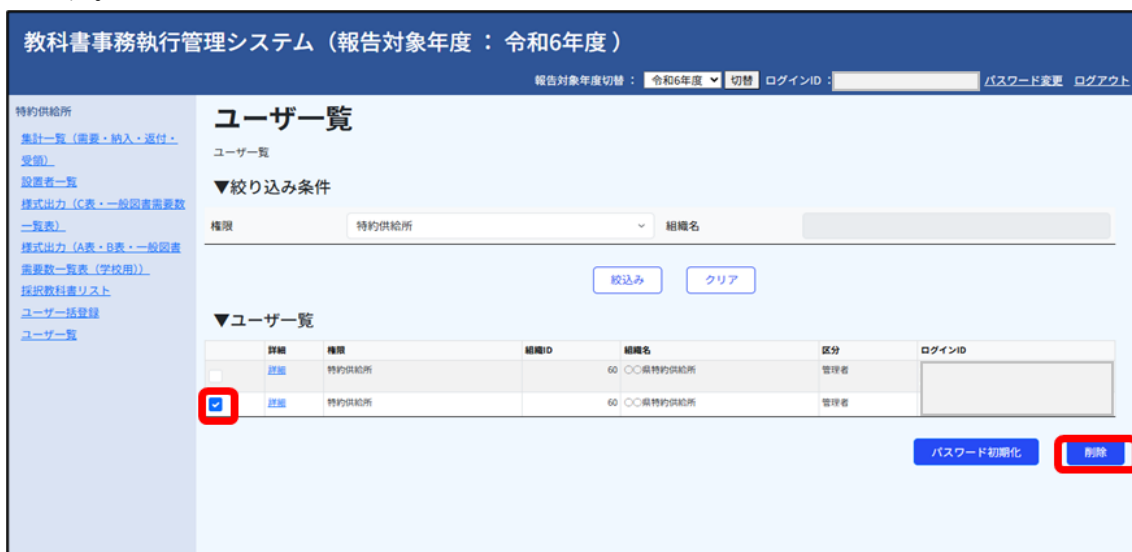 教科書事務執行管理システム（報告対象年度 ： 令和6年度 ）
報告対象年度切替 ： 令和6年度 切替 ログインID : パスワード変更 ログアウト
特約供給所
集計一覧（需要・納入・返付・
受領）
設置者一覧
様式出力（C表・一般図書需要数
一覧表）
様式出力（A表・B表・一般図書
需要数一覧表（学校用））
採択教科書リスト
ユーザ一括登録
ユーザ一覧
ユーザ一覧
ユーザ一覧
▼絞り込み条件
権限 特約供給所 組織名
絞込み クリア
▼ユーザ一覧
詳細 権限 組織ID 組織名 区分 ログインID
詳細 特約供給所 60 〇〇県特約供給所 管理者
詳細 特約供給所 60 〇〇県特約供給所 管理者
パスワード初期化 削除